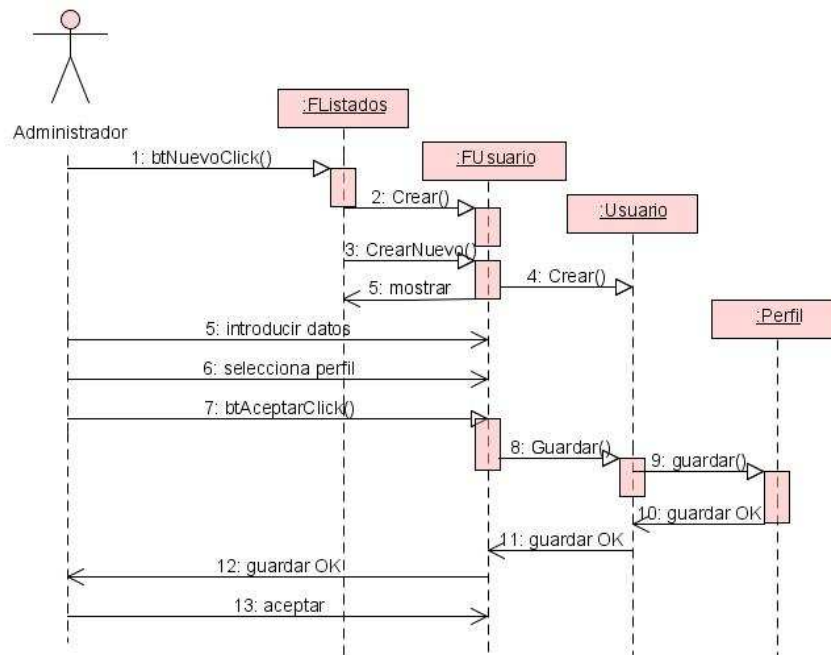 :FListados
Administrador
:FUsuario
1: btNuevoClick()
2: Crear()
:Usuario
3: CrearNuevo()
4: Crear()
5: mostrar
:Perfil
5: introducir datos
6: selecciona perfil
7: btAceptarClick()
8: Guardar()
9: guardar()
10: guardar OK
11: guardar OK
12: guardar OK
13: aceptar